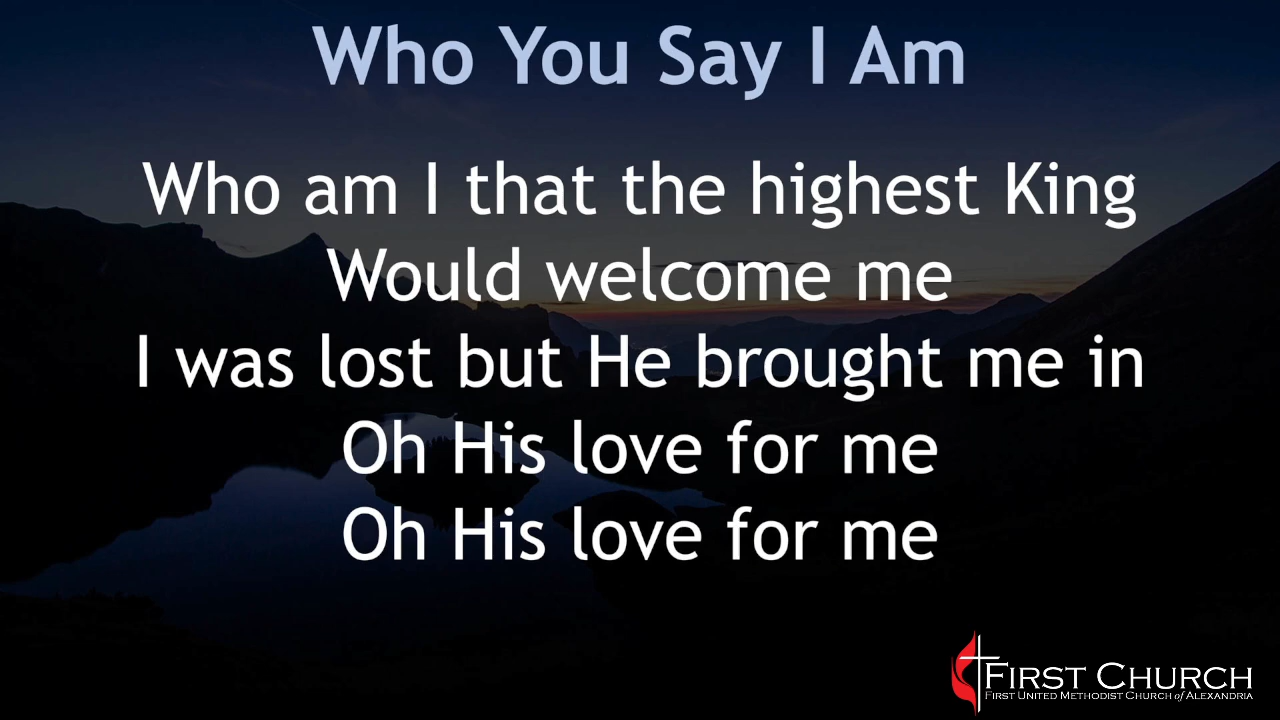 Who You Say I Am
Who am I that the highest King
Would welcome me
I was lost but He brought me in
Oh His love for me
Oh His love for me
First Church
First United Methodist Church of Alexandria